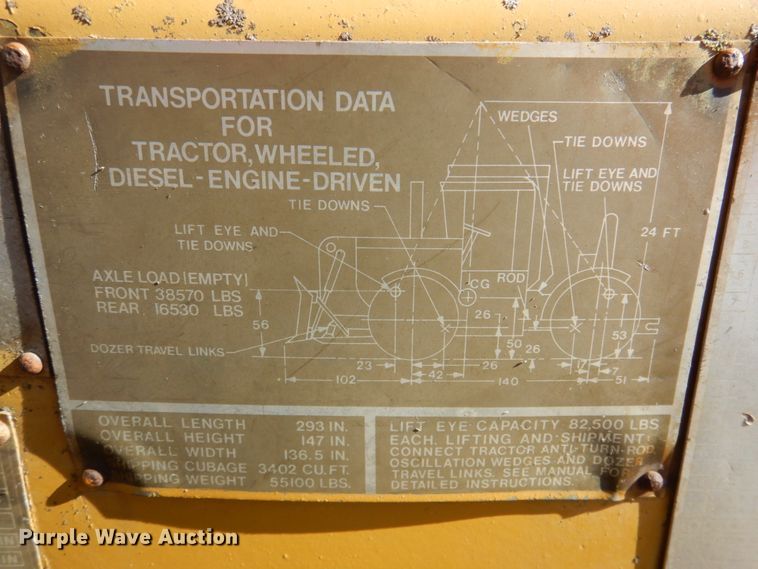 TRANSPORTATION DATA
FOR
TRACTOR, WHEELED,
DIESEL-ENGINE-DRIVEN
WEDGES
TIE DOWNS
LIFT EYE AND
TIE DOWNS
TIE DOWNS
24 FT
LIFT EYE AND
TIE DOWNS
AXLE LOAD (EMPTY)
FRONT 38570 LBS
REAR 16530 LBS
CG
ROD
56
26
50
26
53
DOZER TRAVEL LINKS
23
26
17
7
42
102
140
51
OVERALL LENGTH 293 IN.
OVERALL HEIGHT 147 IN.
OVERALL WIDTH 136.5 IN.
CUBAGE 3402 CU. FT.
WEIGHT 55100 LBS.
LIFT EYE CAPACITY 82,500 LBS
EACH. LIFTING AND SHIPMENT:
CONNECT TRACTOR ANTI-TURN-ROD,
OSCILLATION WEDGES AND DOZER
TRAVEL LINKS. SEE MANUAL FOR
DETAILED INSTRUCTIONS.
Purple Wave Auction